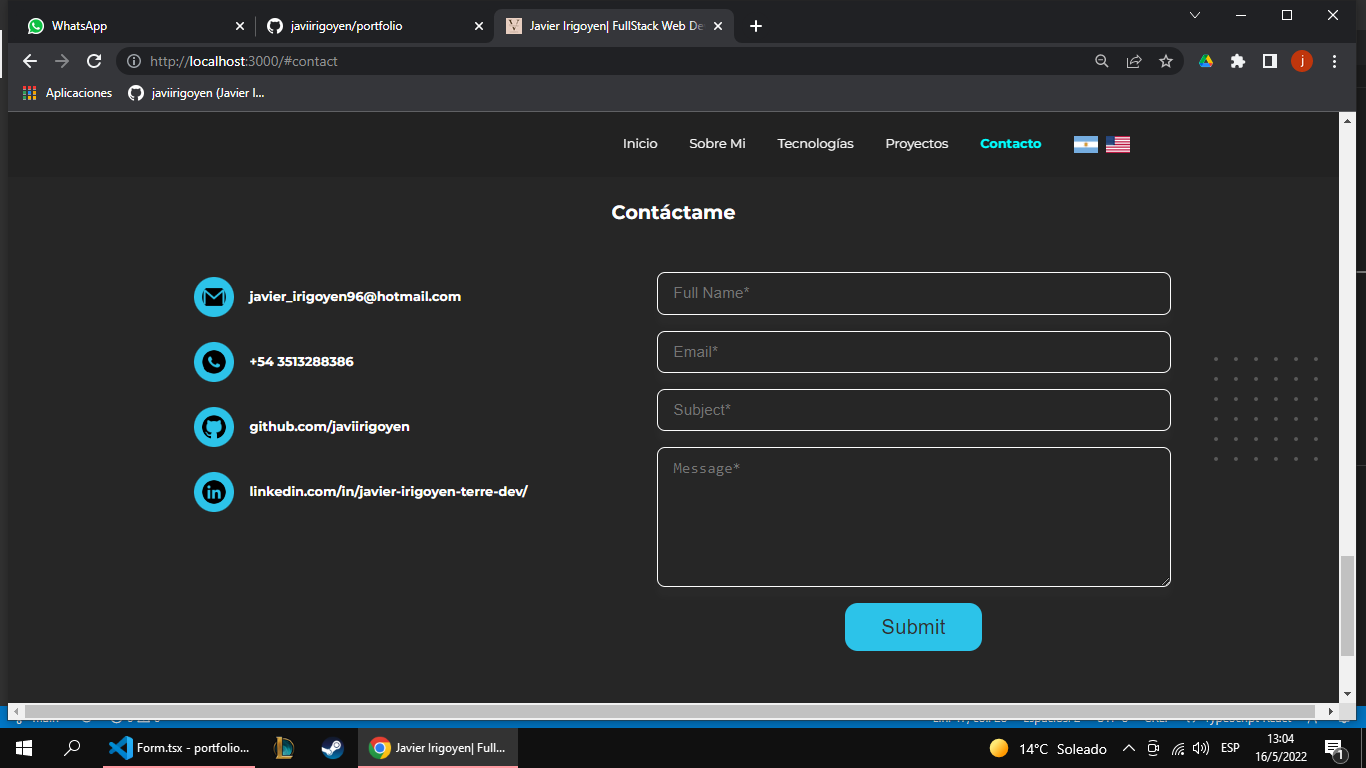 WhatsApp
javiirigoyen/portfolio
Javier Irigoyen| FullStack Web De
http://localhost:3000/#contact
j
Aplicaciones
javiirigoyen (Javier I...
Inicio
Sobre Mi
Tecnologías
Proyectos
Contacto
Contáctame
javier_irigoyen96@hotmail.com
+54 3513288386
github.com/javiirigoyen
linkedin.com/in/javier-irigoyen-terre-dev/
Full Name*
Email*
Subject*
Message*
Submit
Form.tsx - portfolio...
Javier Irigoyen| Full...
14°C Soleado
ESP
13:04
16/5/2022
1